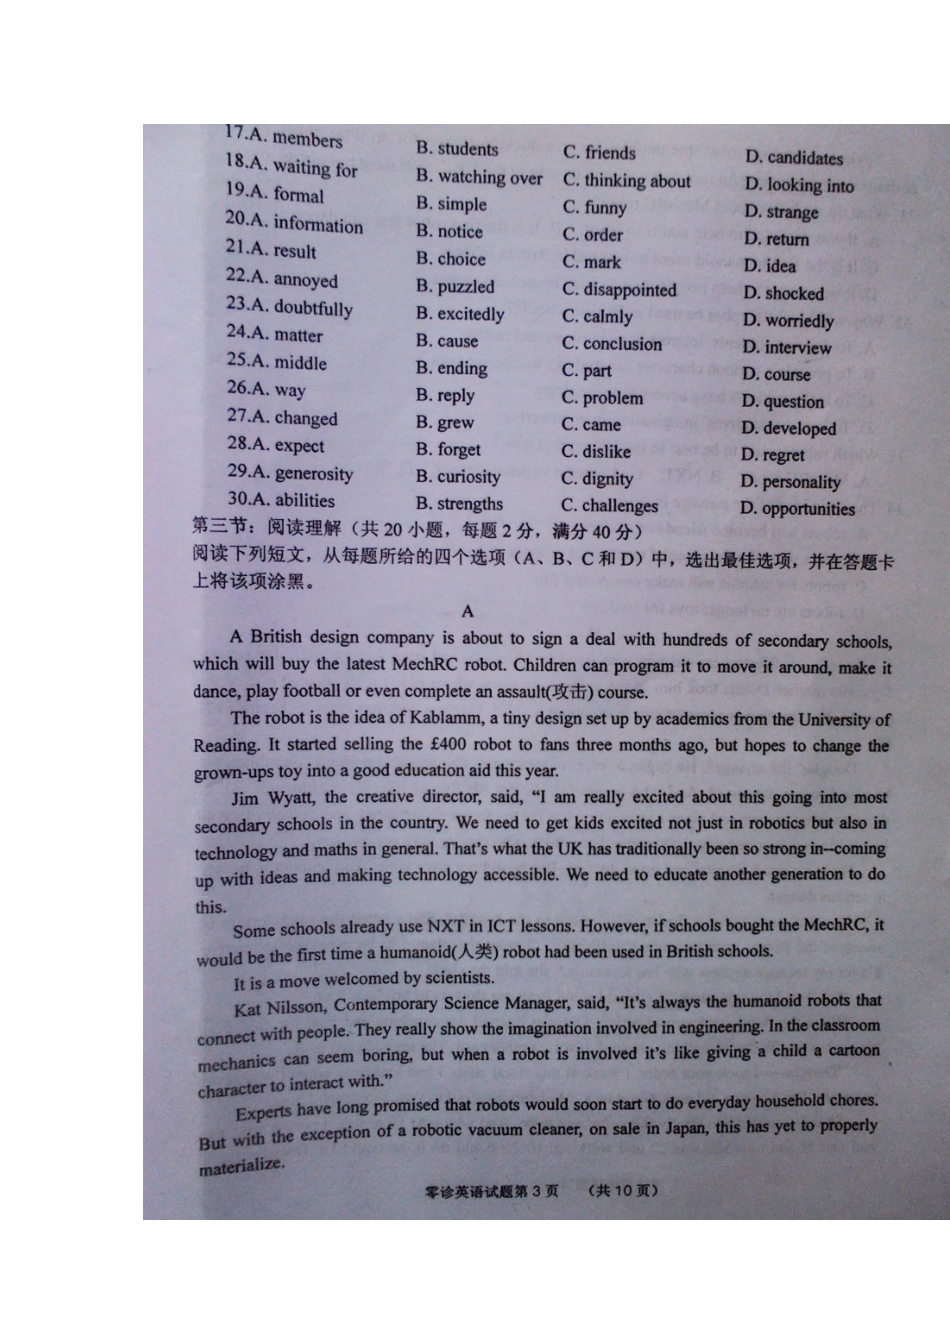 17.A. members B. students C. friends D. candidates
18.A. waiting for B. watching over C. thinking about D. looking into
19.A. formal B. simple C. funny D. strange
20.A. information B. notice C. order D. return
21.A. result B. choice C. mark D. idea
22.A. annoyed B. puzzled C. disappointed D. shocked
23.A. doubtfully B. excitedly C. calmly D. worriedly
24.A. matter B. cause C. conclusion D. interview
25.A. middle B. ending C. part D. course
26.A. way B. reply C. problem D. question
27.A. changed B. grew C. came D. developed
28.A. expect B. forget C. dislike D. regret
29.A. generosity B. curiosity C. dignity D. personality
30.A. abilities B. strengths C. challenges D. opportunities
第三节：阅读理解（共 20 小题，每题 2 分，满分 40 分）
阅读下列短文，从每题所给的四个选项（A、B、C 和 D）中，选出最佳选项，并在答题卡
上将该项涂黑。
A
A British design company is about to sign a deal with hundreds of secondary schools,
which will buy the latest MechRC robot. Children can program it to move it around, make it
dance, play football or even complete an assault(攻击) course.
The robot is the idea of Kablamm, a tiny design set up by academics from the University of
Reading. It started selling the £400 robot to fans three months ago, but hopes to change the
grown-ups toy into a good education aid this year.
Jim Wyatt, the creative director, said, “I am really excited about this going into most
secondary schools in the country. We need to get kids excited not just in robotics but also in
technology and maths in general. That’s what the UK has traditionally been so strong in--coming
up with ideas and making technology accessible. We need to educate another generation to do
this.
Some schools already use NXT in ICT lessons. However, if schools bought the MechRC, it
would be the first time a humanoid(人类) robot had been used in British schools.
It is a move welcomed by scientists.
Kat Nilsson, Contemporary Science Manager, said, “It’s always the humanoid robots that
connect with people. They really show the imagination involved in engineering. In the classroom
mechanics can seem boring, but when a robot is involved it’s like giving a child a cartoon
character to interact with.”
Experts have long promised that robots would soon start to do everyday household chores.
But with the exception of a robotic vacuum cleaner, on sale in Japan, this has yet to properly
materialize.
零诊英语试题第 3 页 （共 10 页）